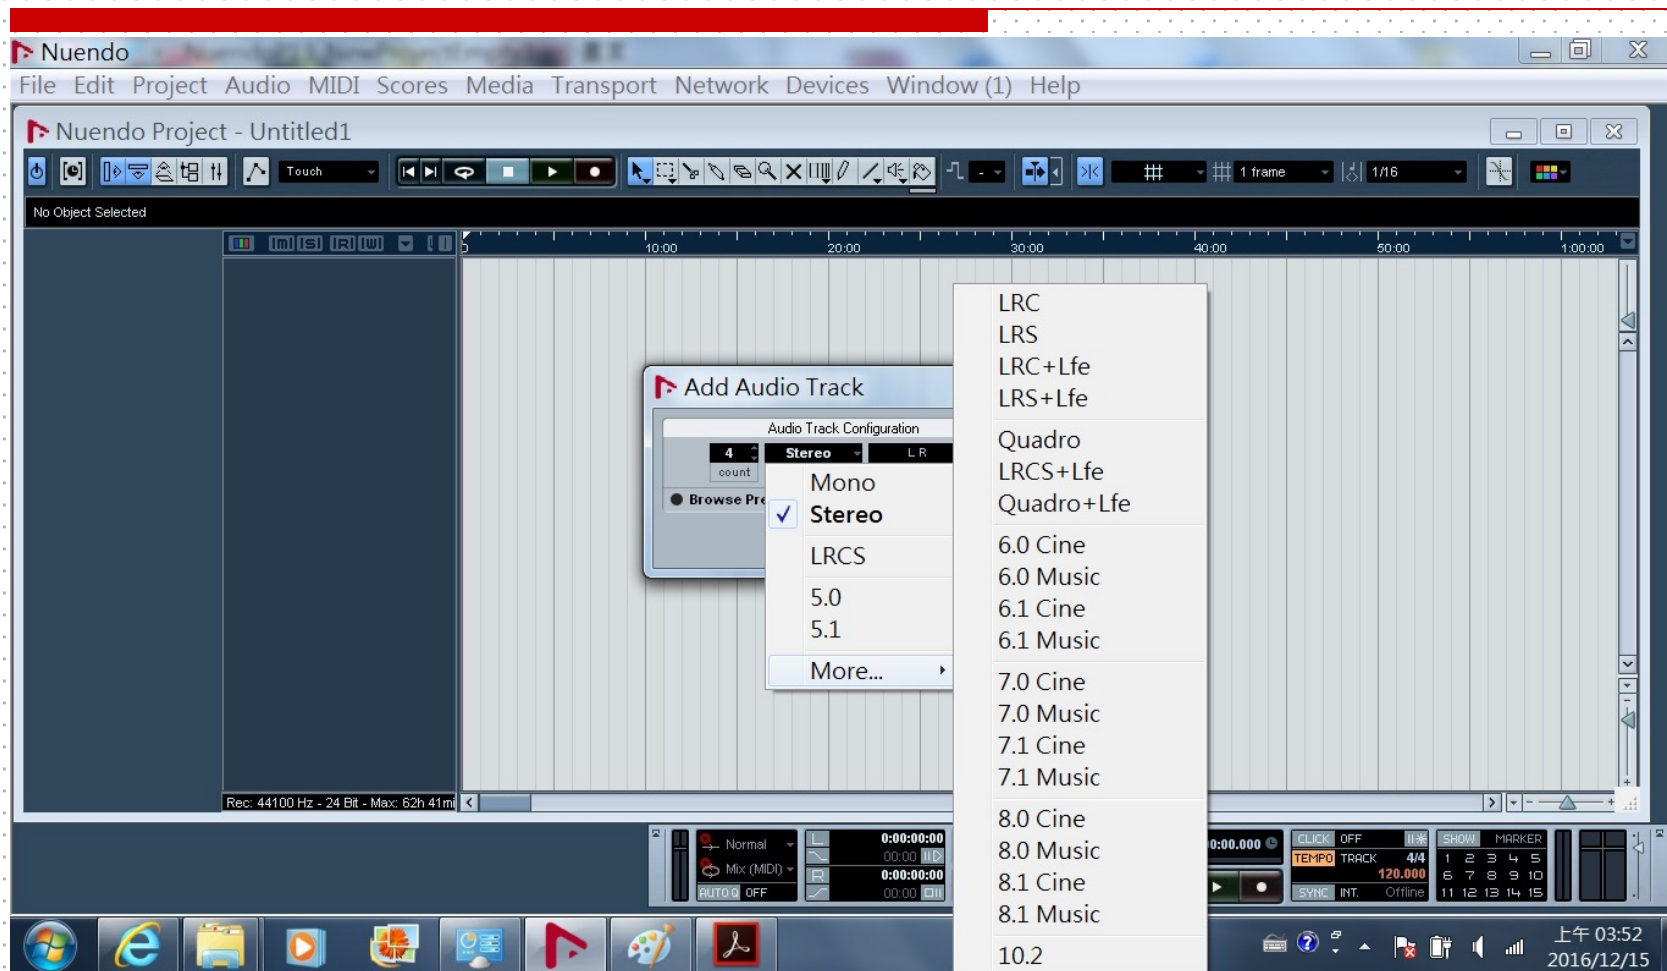 Nuendo
File Edit Project Audio MIDI Scores Media Transport Network Devices Window (1) Help
Nuendo Project - Untitled1
Touch
1 frame
1/16
No Object Selected
10:00 20:00 30:00 40:00 50:00 1:00:00
Add Audio Track
Audio Track Configuration
4 Stereo L R
count
Browse Pre
Mono
Stereo
LRCS
5.0
5.1
More...
LRC
LRS
LRC+Lfe
LRS+Lfe
Quadro
LRCS+Lfe
Quadro+Lfe
6.0 Cine
6.0 Music
6.1 Cine
6.1 Music
7.0 Cine
7.0 Music
7.1 Cine
7.1 Music
8.0 Cine
8.0 Music
8.1 Cine
8.1 Music
10.2
Rec: 44100 Hz - 24 Bit - Max: 62h 41mi
Normal
Mix (MIDI)
AUTO Q OFF
L 0:00:00:00
00:00
R 0:00:00:00
00:00
0:00.000
CLICK OFF
TEMPO TRACK 4/4
120.000
SYNC INT. Offline
SHOW MARKER
1 2 3 4 5
6 7 8 9 10
11 12 13 14 15
上午 03:52
2016/12/15